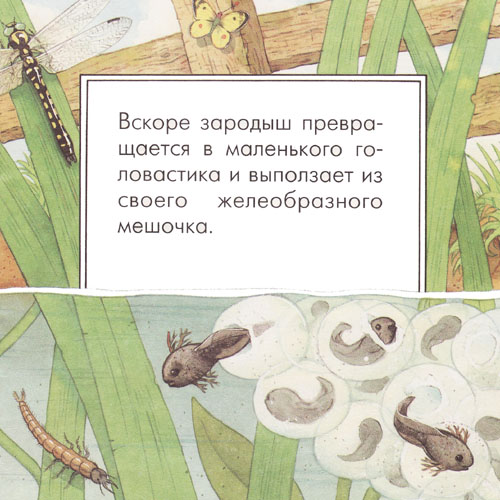 Вскоре зародыш превра-
щается в маленького го-
ловастика и выползает из
своего желеобразного
мешочка.